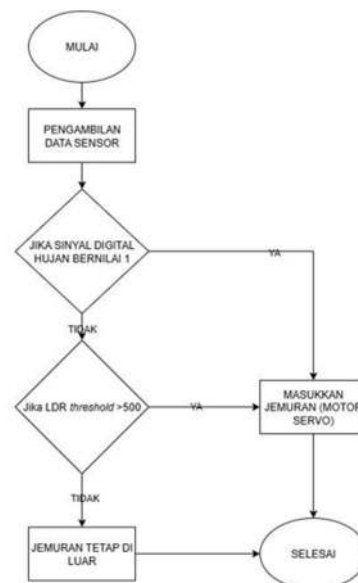 MULAI
PENGAMBILAN
DATA SENSOR
JIKA SINYAL DIGITAL
HUJAN BERNILAI 1
YA
TIDAK
Jika LDR threshold >500
YA
MASUKKAN
JEMURAN (MOTOR
SERVO)
TIDAK
JEMURAN TETAP DI
LUAR
SELESAI